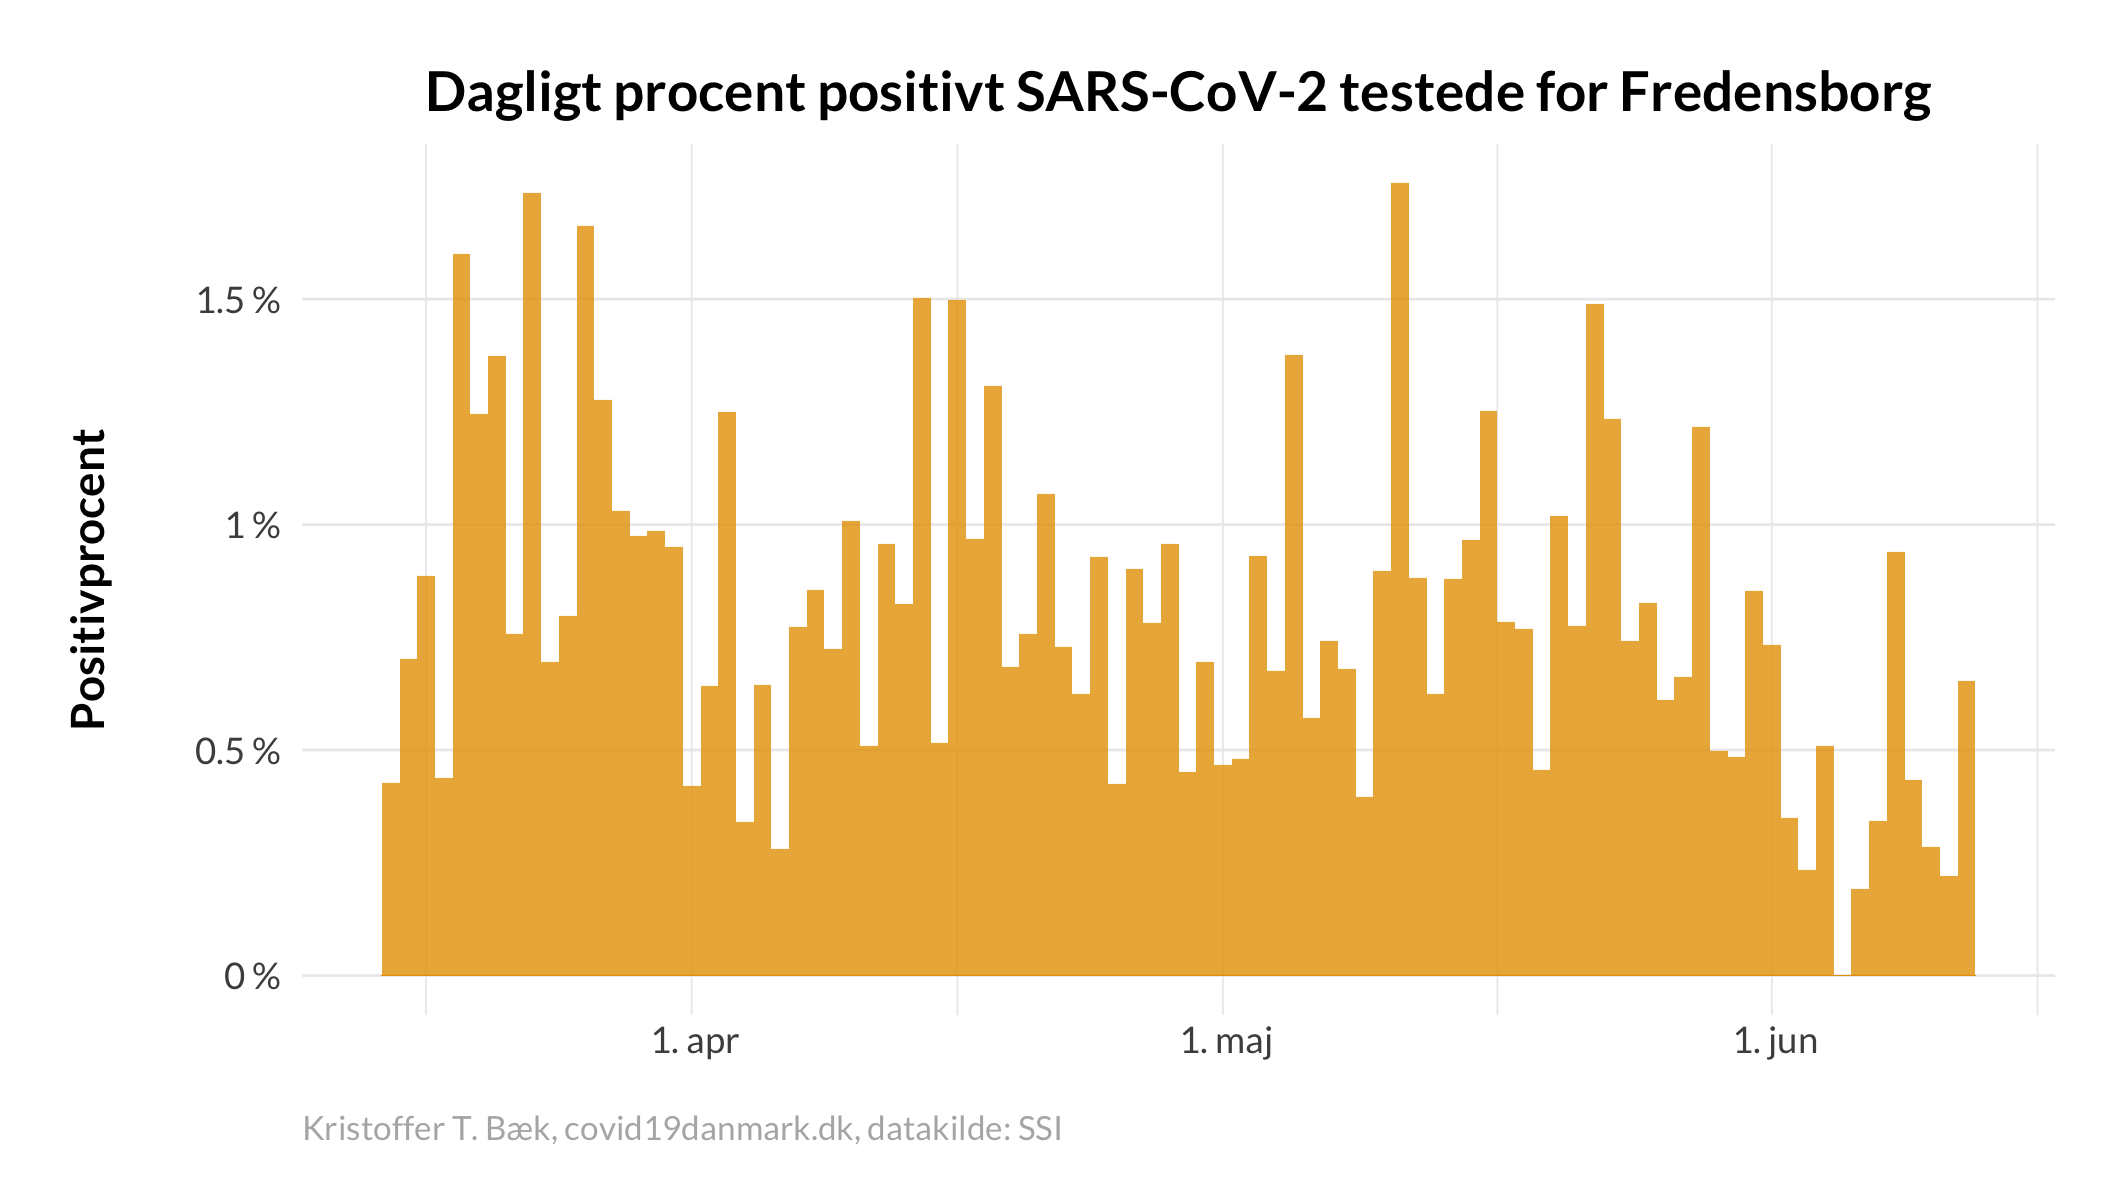 Dagligt procent positivt SARS-CoV-2 testede for Fredensborg
Positivprocent
1.5 %
1 %
0.5 %
0 %
1. apr
1. maj
1. jun
Kristoffer T. Bæk, covid19danmark.dk, datakilde: SSI